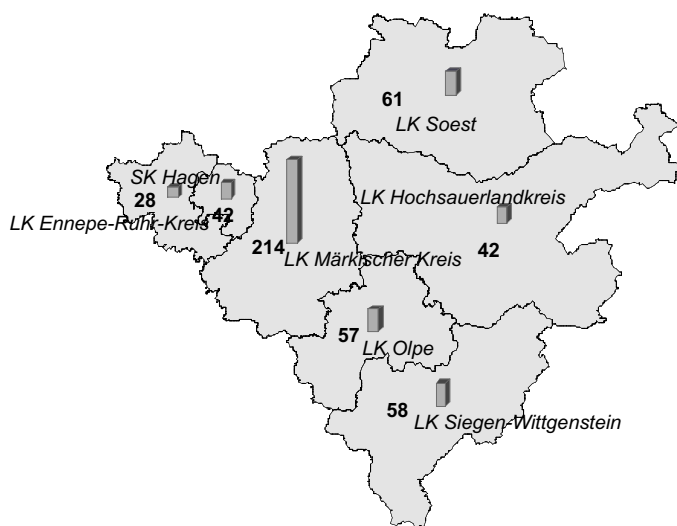 61
LK Soest
SK Hagen
28
42
LK Hochsauerlandkreis
LK Ennepe-Ruhr-Kreis
214
LK Märkischer Kreis
42
57
LK Olpe
58
LK Siegen-Wittgenstein